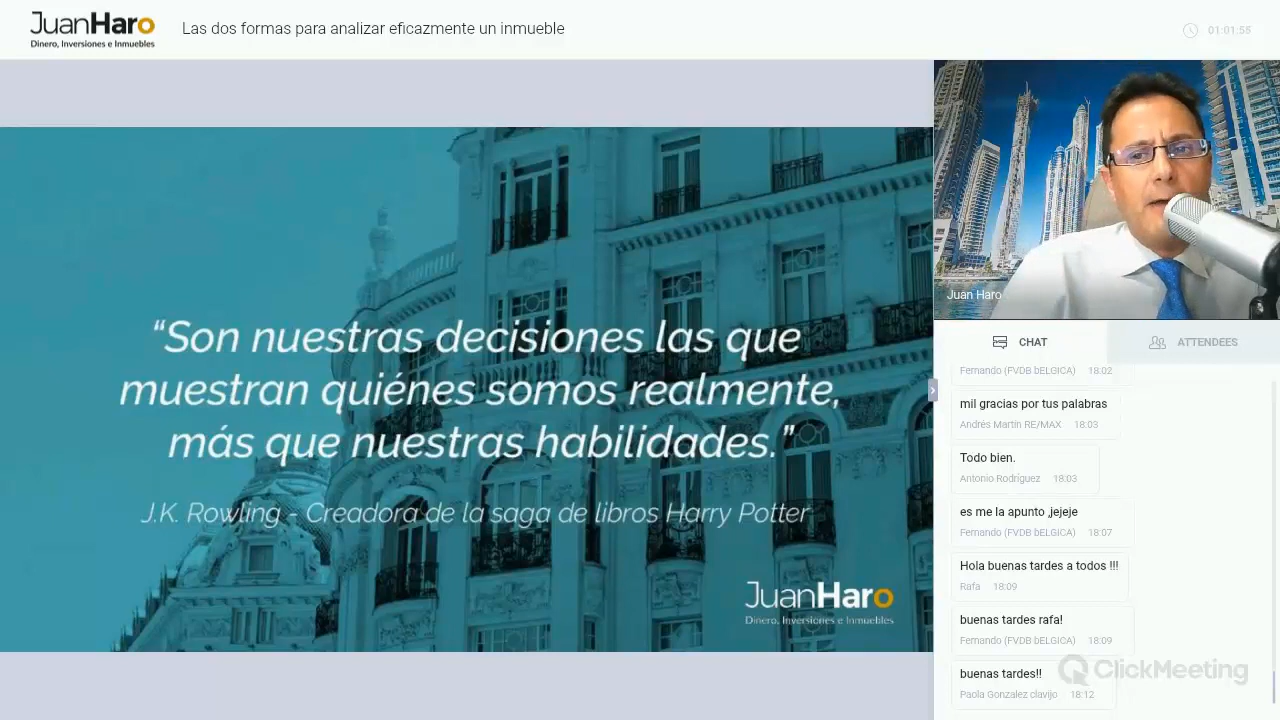 JuanHaro
Dinero, Inversiones e Inmuebles
Las dos formas para analizar eficazmente un inmueble
01:01:55
“Son nuestras decisiones las que
muestran quiénes somos realmente,
más que nuestras habilidades.”
J.K. Rowling - Creadora de la saga de libros Harry Potter
JuanHaro
Dinero, Inversiones e Inmuebles
Juan Haro
CHAT
ATTENDEES
Fernando (FVDB bELGICA) 18:02
mil gracias por tus palabras
Andrés Martín RE/MAX 18:03
Todo bien.
Antonio Rodríguez 18:03
es me la apunto ,jejeje
Fernando (FVDB bELGICA) 18:07
Hola buenas tardes a todos !!!
Rafa 18:09
buenas tardes rafa!
Fernando (FVDB bELGICA) 18:09
buenas tardes!!
Paola Gonzalez clavijo 18:12
ClickMeeting